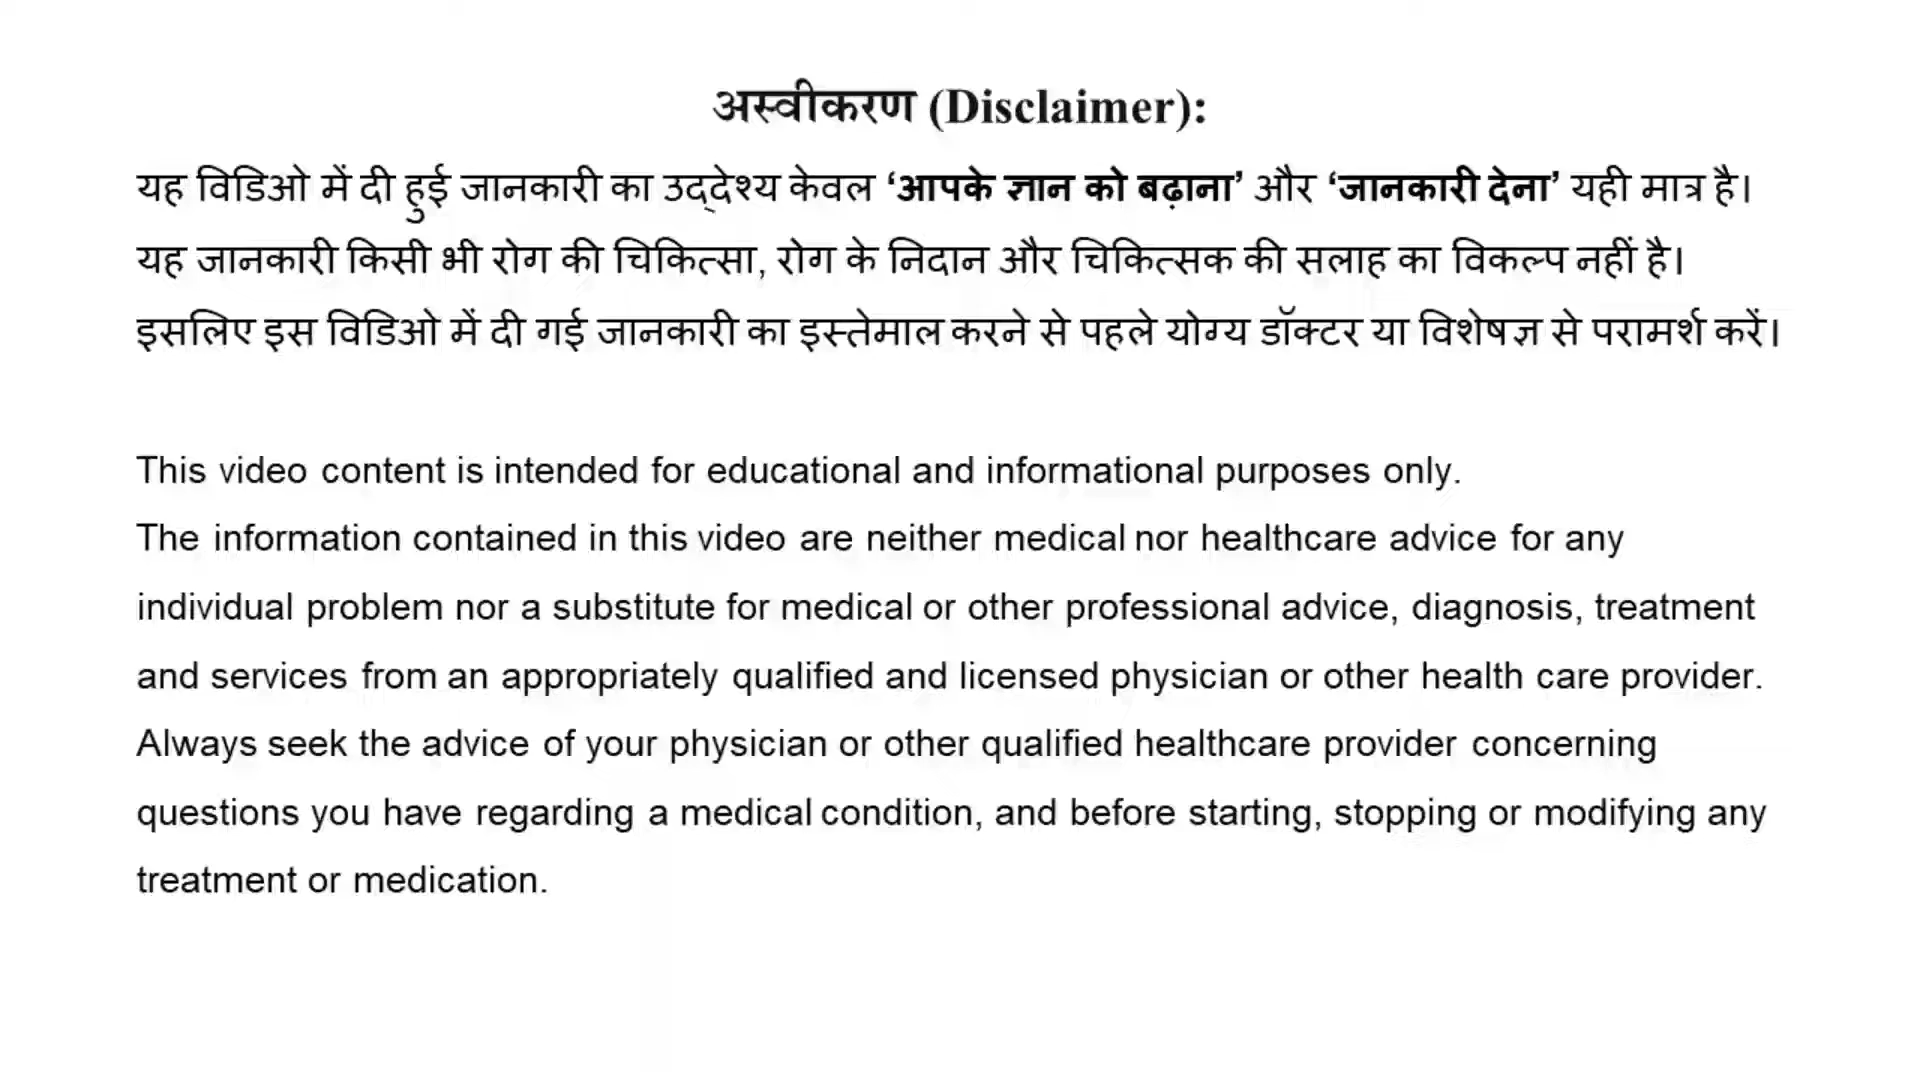 अस्वीकरण (Disclaimer):
यह विडिओ में दी हुई जानकारी का उद्देश्य केवल ‘आपके ज्ञान को बढ़ाना’ और ‘जानकारी देना’ यही मात्र है।
यह जानकारी किसी भी रोग की चिकित्सा, रोग के निदान और चिकित्सक की सलाह का विकल्प नहीं है।
इसलिए इस विडिओ में दी गई जानकारी का इस्तेमाल करने से पहले योग्य डॉक्टर या विशेषज्ञ से परामर्श करें।
This video content is intended for educational and informational purposes only.
The information contained in this video are neither medical nor healthcare advice for any
individual problem nor a substitute for medical or other professional advice, diagnosis, treatment
and services from an appropriately qualified and licensed physician or other health care provider.
Always seek the advice of your physician or other qualified healthcare provider concerning
questions you have regarding a medical condition, and before starting, stopping or modifying any
treatment or medication.